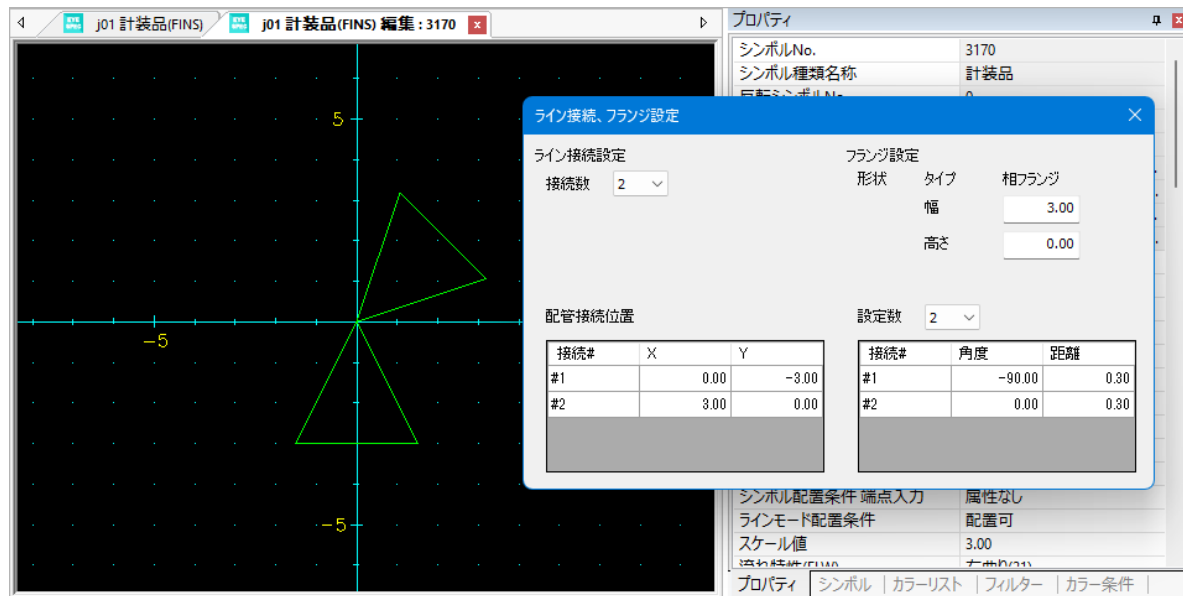 j01 計装品(FINS)
j01 計装品(FINS) 編集 : 3170
プロパティ
シンボルNo. 3170
シンボル種類名称 計装品
ライン接続、フランジ設定
ライン接続設定
接続数 2
フランジ設定
形状 タイプ 相フランジ
幅 3.00
高さ 0.00
配管接続位置
接続# X Y
#1 0.00 -3.00
#2 3.00 0.00
設定数 2
接続# 角度 距離
#1 -90.00 0.30
#2 0.00 0.30
5
-5
-5
シンボル配置条件 端点入力 属性なし
ラインモード配置条件 配置可
スケール値 3.00
プロパティ シンボル カラーリスト フィルター カラー条件